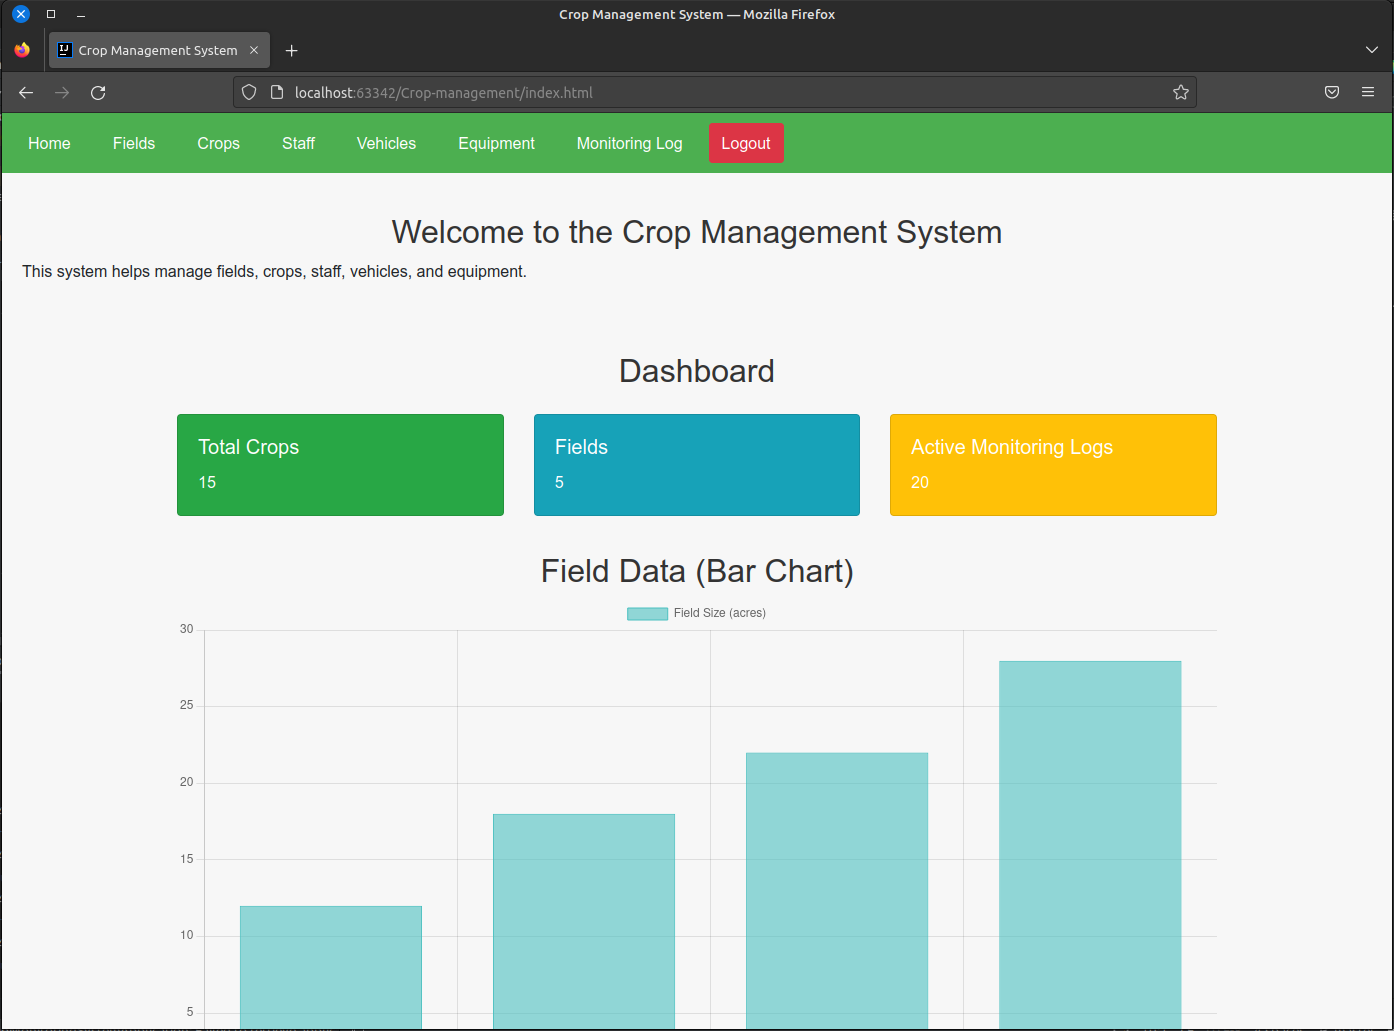 Crop Management System — Mozilla Firefox
Crop Management System
localhost:63342/Crop-management/index.html
Home Fields Crops Staff Vehicles Equipment Monitoring Log Logout
Welcome to the Crop Management System
This system helps manage fields, crops, staff, vehicles, and equipment.
Dashboard
Total Crops
15
Fields
5
Active Monitoring Logs
20
Field Data (Bar Chart)
Field Size (acres)
30
25
20
15
10
5